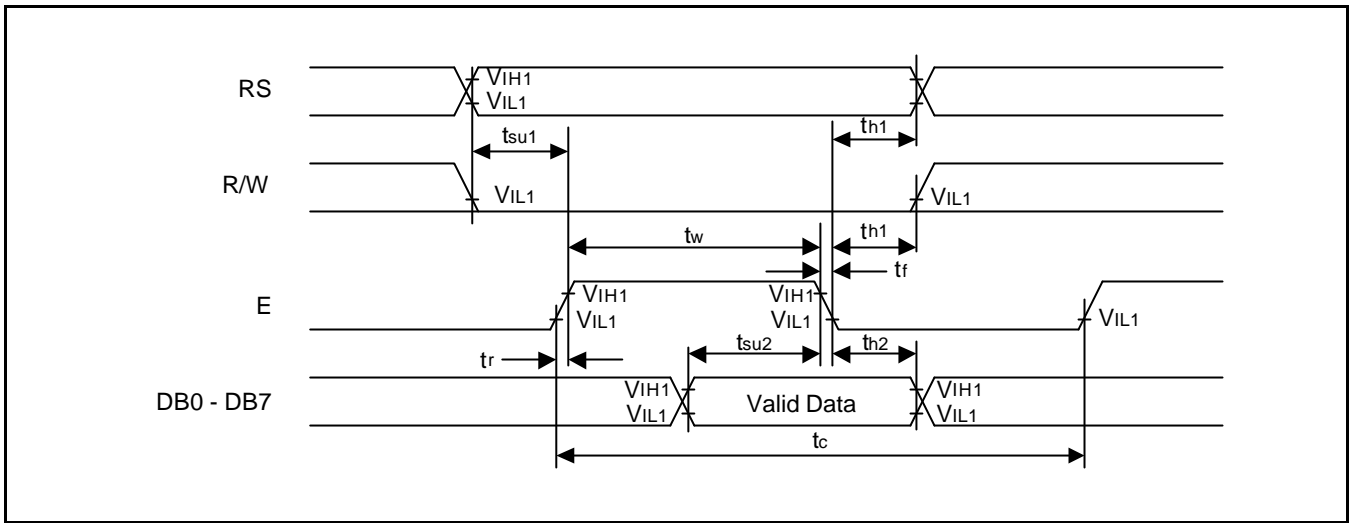 RS
VIH1
VIL1
tsu1
th1
R/W
VIL1
VIL1
tw
th1
tf
E
VIH1
VIL1
VIH1
VIL1
VIL1
tr
tsu2
th2
DB0 - DB7
VIH1
VIL1
Valid Data
VIH1
VIL1
tc